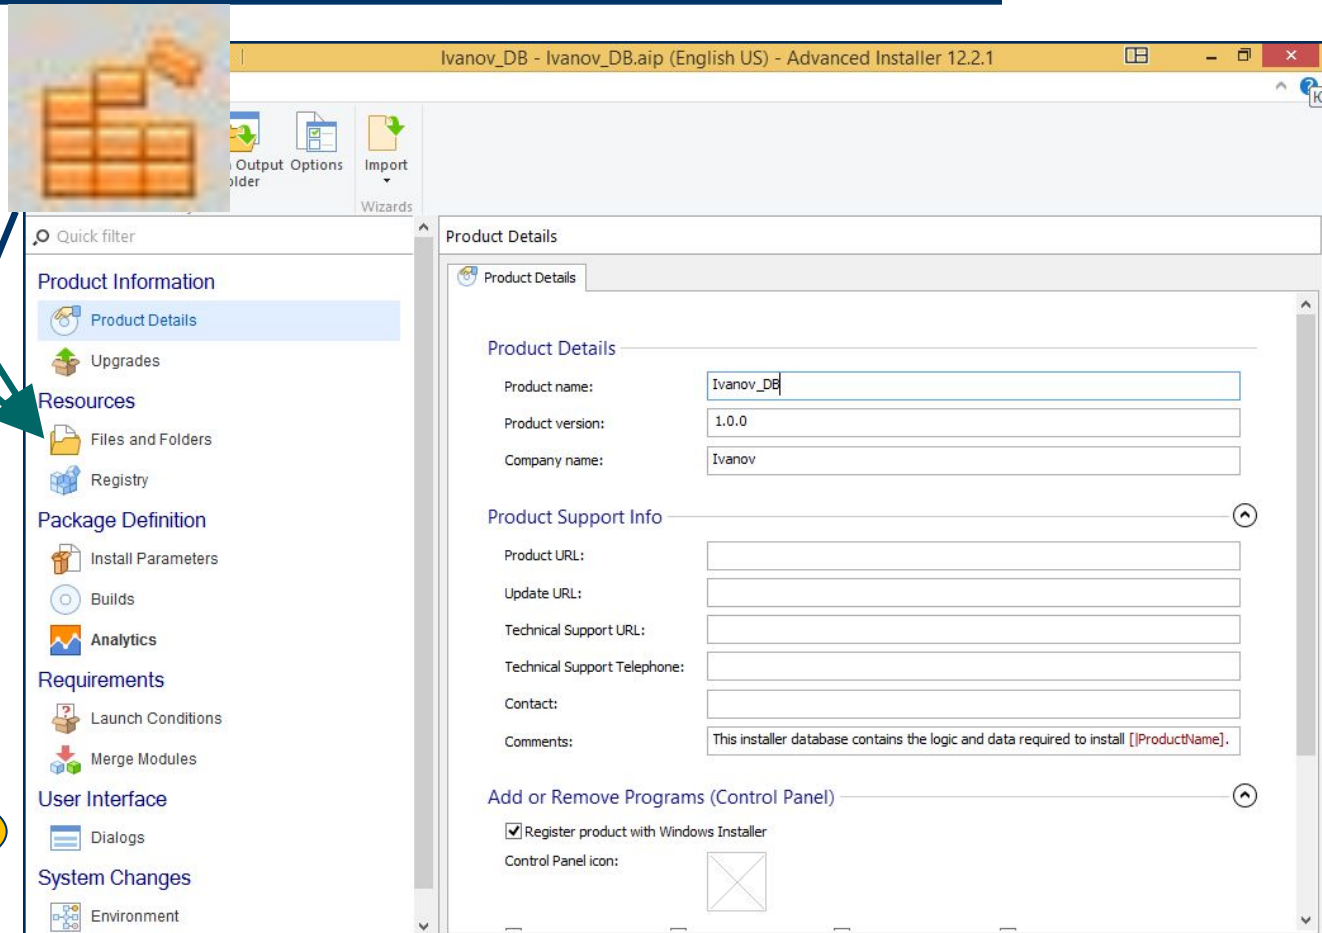 Ivanov_DB - Ivanov_DB.aip (English US) - Advanced Installer 12.2.1
Output Options Import
Wizards
Quick filter
Product Details
Product Information
Product Details
Upgrades
Resources
Files and Folders
Registry
Package Definition
Install Parameters
Builds
Analytics
Requirements
Launch Conditions
Merge Modules
User Interface
Dialogs
System Changes
Environment
Product Details
Product Details
Product name: Ivanov_DB
Product version: 1.0.0
Company name: Ivanov
Product Support Info
Product URL:
Update URL:
Technical Support URL:
Technical Support Telephone:
Contact:
Comments: This installer database contains the logic and data required to install [|ProductName].
Add or Remove Programs (Control Panel)
Register product with Windows Installer
Control Panel icon: